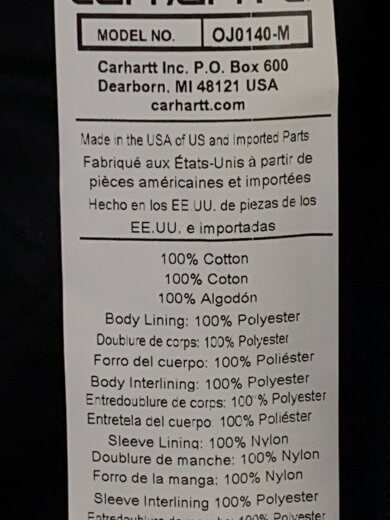 carhartt
MODEL NO. OJ0140-M
Carhartt Inc. P.O. Box 600
Dearborn, MI 48121 USA
carhartt.com
Made in the USA of US and Imported Parts
Fabriqué aux États-Unis à partir de
pièces américaines et importées
Hecho en los EE.UU. de piezas de los
EE.UU. e importadas
100% Cotton
100% Coton
100% Algodón
Body Lining: 100% Polyester
Doublure de corps: 100% Polyester
Forro del cuerpo: 100% Poliéster
Body Interlining: 100% Polyester
Entredoublure de corps: 100% Polyester
Entretela del cuerpo: 100% Poliéster
Sleeve Lining: 100% Nylon
Doublure de manche: 100% Nylon
Forro de la manga: 100% Nylon
Sleeve Interlining 100% Polyester